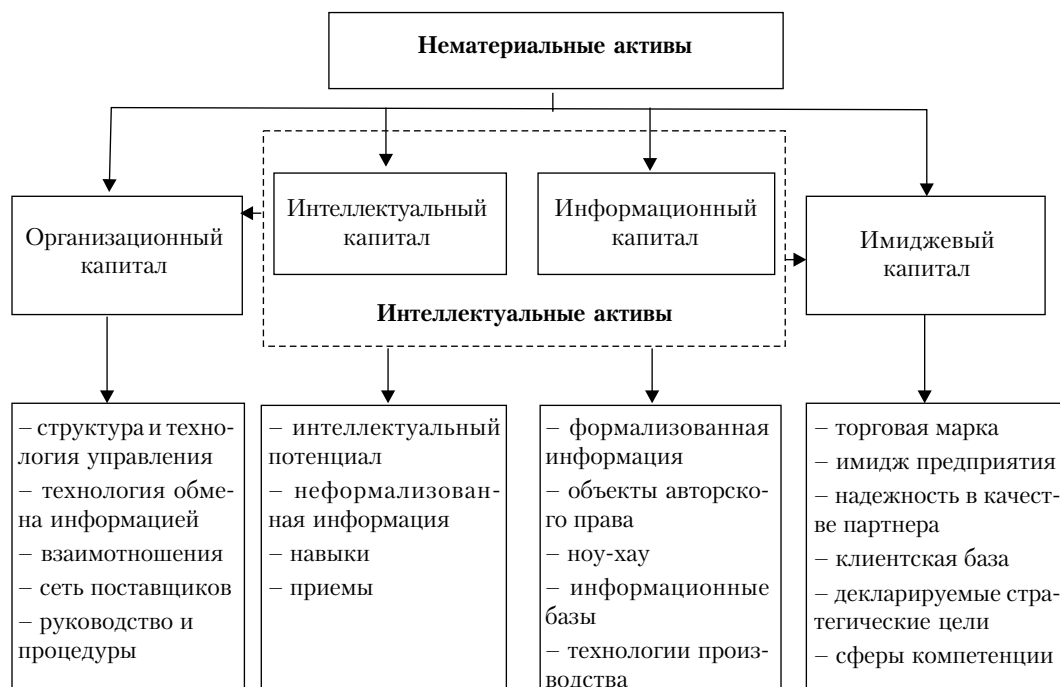 Нематериальные активы
Организационный
капитал
Интеллектуальный
капитал
Информационный
капитал
Имиджевый
капитал
Интеллектуальные активы
– структура и техно-
логия управления
– технология обме-
на информацией
– взаимотношения
– сеть поставщиков
– руководство и
процедуры
– интеллектуальный
потенциал
– неформализован-
ная информация
– навыки
– приемы
– формализованная
информация
– объекты авторско-
го права
– ноу-хау
– информационные
базы
– технологии произ-
водства
– торговая марка
– имидж предприятия
– надежность в качест-
ве партнера
– клиентская база
– декларируемые стра-
тегические цели
– сферы компетенции